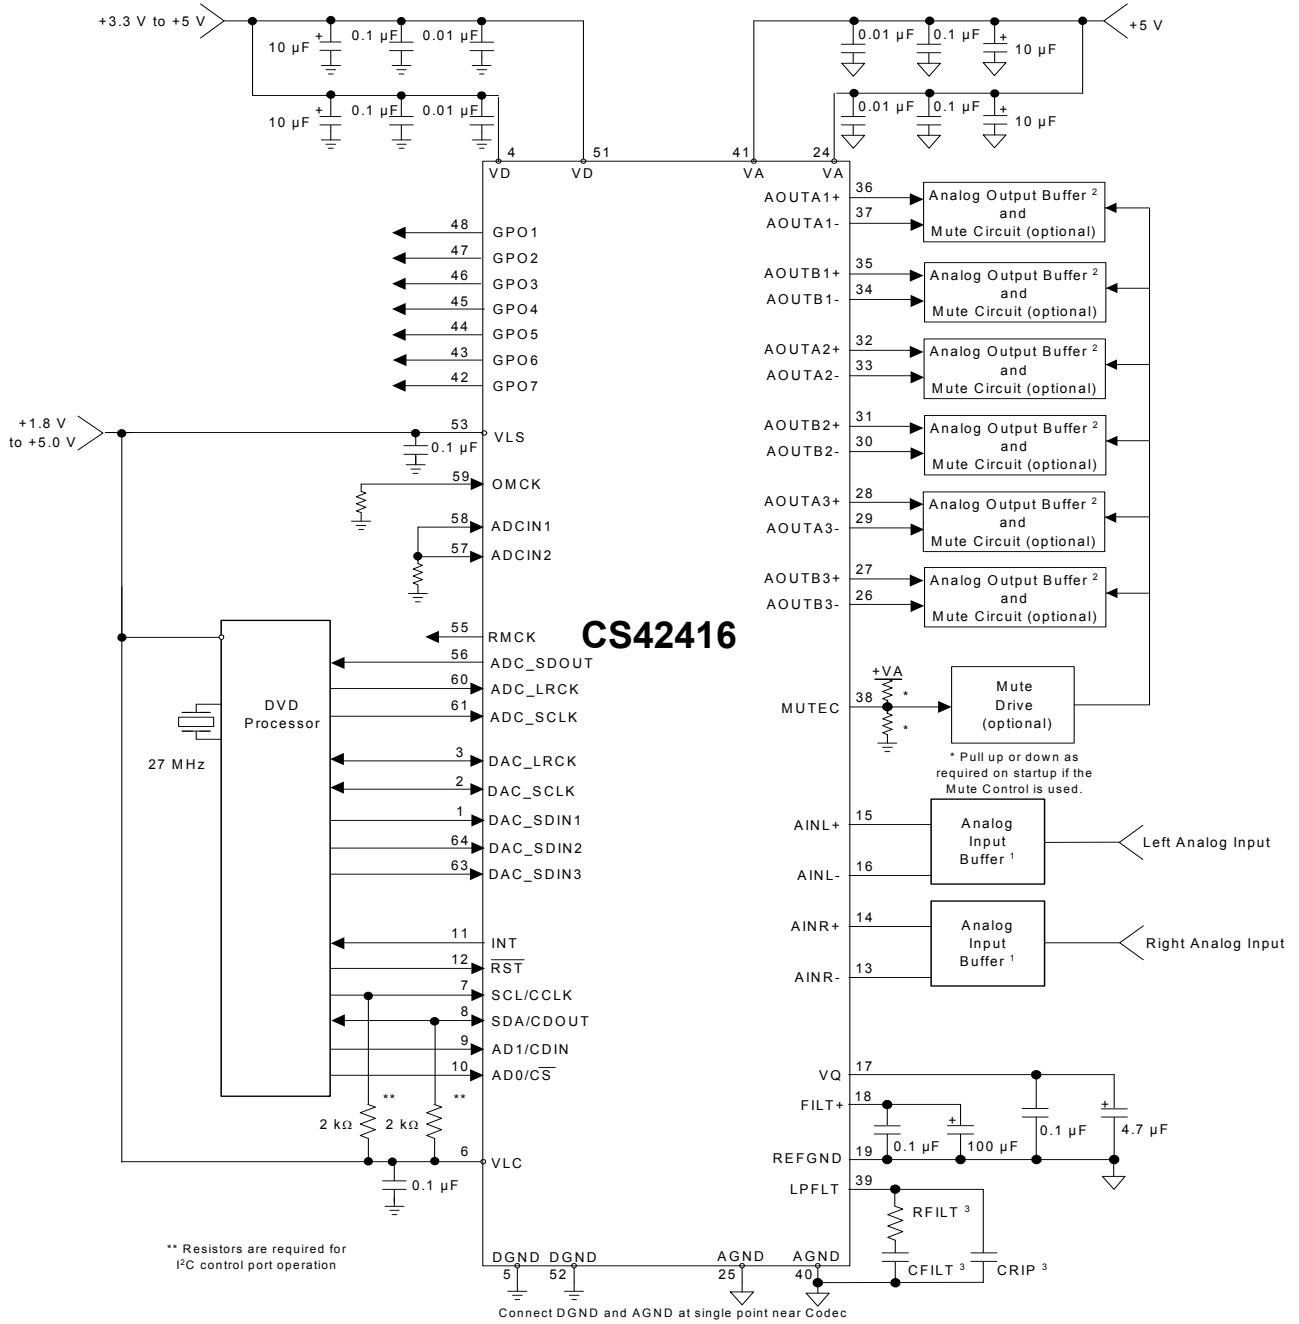 +3.3 V to +5 V
10 µF
+
0.1 µF
0.01 µF
0.01 µF
0.1 µF
+
10 µF
+5 V
10 µF
+
0.1 µF
0.01 µF
0.01 µF
0.1 µF
+
10 µF
4
51
41
24
VD
VD
VA
VA
48
GPO1
47
GPO2
46
GPO3
45
GPO4
44
GPO5
43
GPO6
42
GPO7
+1.8 V
to +5.0 V
53
VLS
0.1 µF
59
OMCK
58
ADCIN1
57
ADCIN2
CS42416
55
RMCK
56
ADC_SDOUT
60
ADC_LRCK
61
ADC_SCLK
3
DAC_LRCK
2
DAC_SCLK
1
DAC_SDIN1
64
DAC_SDIN2
63
DAC_SDIN3
DVD
Processor
27 MHz
11
INT
12
RST
7
SCL/CCLK
8
SDA/CDOUT
9
AD1/CDIN
10
AD0/CS
**
**
2 kΩ
2 kΩ
6
VLC
0.1 µF
** Resistors are required for
I²C control port operation
AOUTA1+
36
AOUTA1-
37
Analog Output Buffer ²
and
Mute Circuit (optional)
AOUTB1+
35
AOUTB1-
34
Analog Output Buffer ²
and
Mute Circuit (optional)
AOUTA2+
32
AOUTA2-
33
Analog Output Buffer ²
and
Mute Circuit (optional)
AOUTB2+
31
AOUTB2-
30
Analog Output Buffer ²
and
Mute Circuit (optional)
AOUTA3+
28
AOUTA3-
29
Analog Output Buffer ²
and
Mute Circuit (optional)
AOUTB3+
27
AOUTB3-
26
Analog Output Buffer ²
and
Mute Circuit (optional)
MUTEC
38
+VA
*
*
Mute
Drive
(optional)
* Pull up or down as
required on startup if the
Mute Control is used.
AINL+
15
AINL-
16
Analog
Input
Buffer ¹
Left Analog Input
AINR+
14
AINR-
13
Analog
Input
Buffer ¹
Right Analog Input
VQ
17
FILT+
18
0.1 µF
+
100 µF
0.1 µF
+
4.7 µF
REFGND
19
LPFLT
39
RFILT ³
CFILT ³
CRIP ³
DGND
DGND
AGND
AGND
5
52
25
40
Connect DGND and AGND at single point near Codec